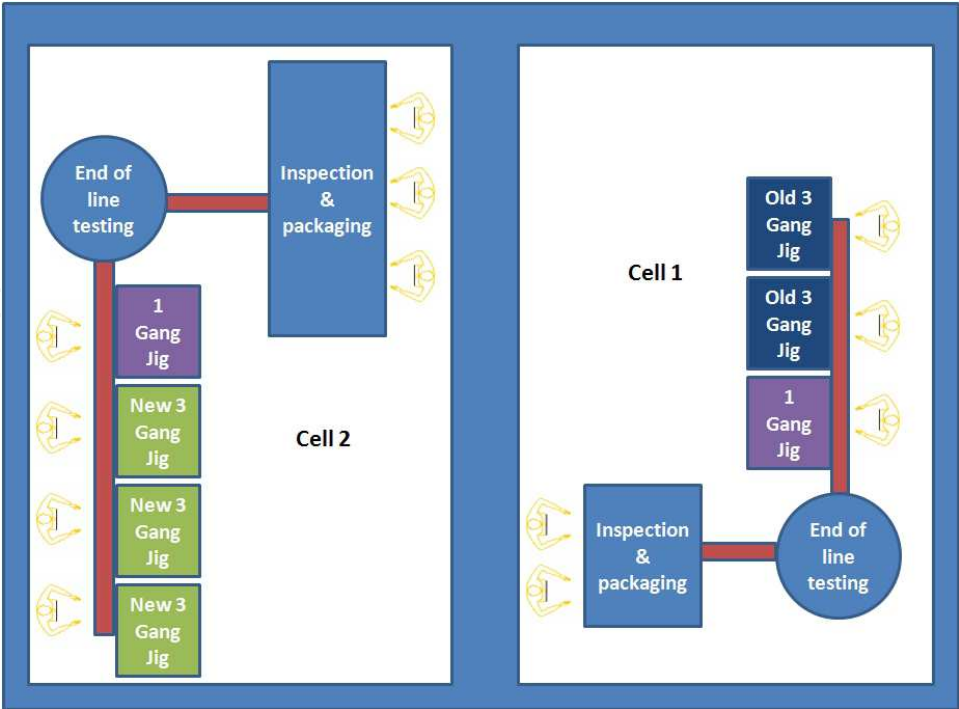 End of
line
testing
Inspection
&
packaging
1
Gang
Jig
New 3
Gang
Jig
New 3
Gang
Jig
New 3
Gang
Jig
Cell 2
Old 3
Gang
Jig
Old 3
Gang
Jig
1
Gang
Jig
Cell 1
Inspection
&
packaging
End of
line
testing